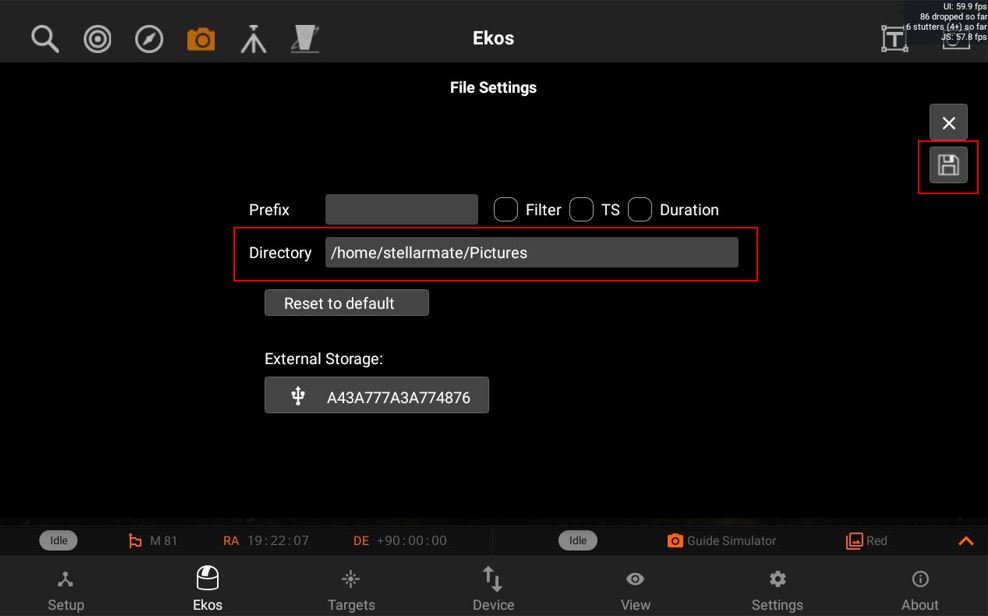 UI: 59.9 fps
86 dropped so far
6 stutters (4+) so far
JS: 57.8 fps
Ekos
File Settings
Prefix Filter TS Duration
Directory /home/stellarmate/Pictures
Reset to default
External Storage:
A43A777A3A774876
Idle M 81 RA 19:22:07 DE +90:00:00 Idle Guide Simulator Red
Setup Ekos Targets Device View Settings About